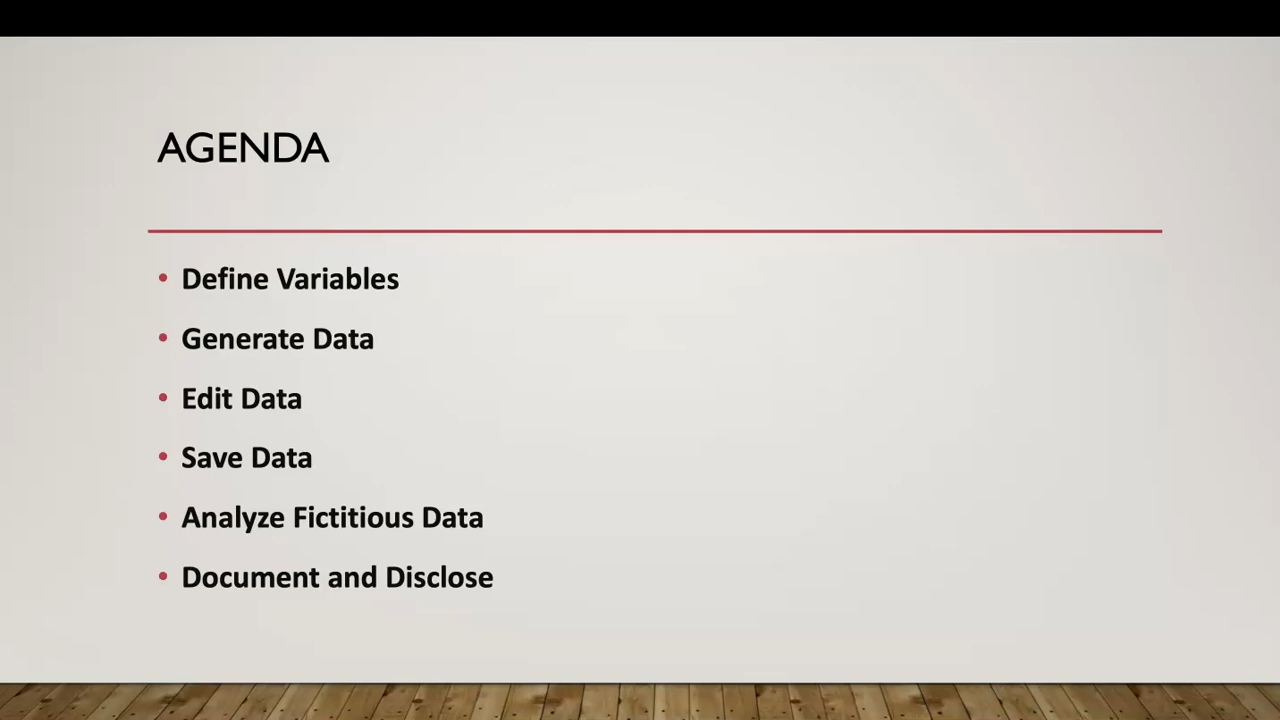 AGENDA
• Define Variables
• Generate Data
• Edit Data
• Save Data
• Analyze Fictitious Data
• Document and Disclose